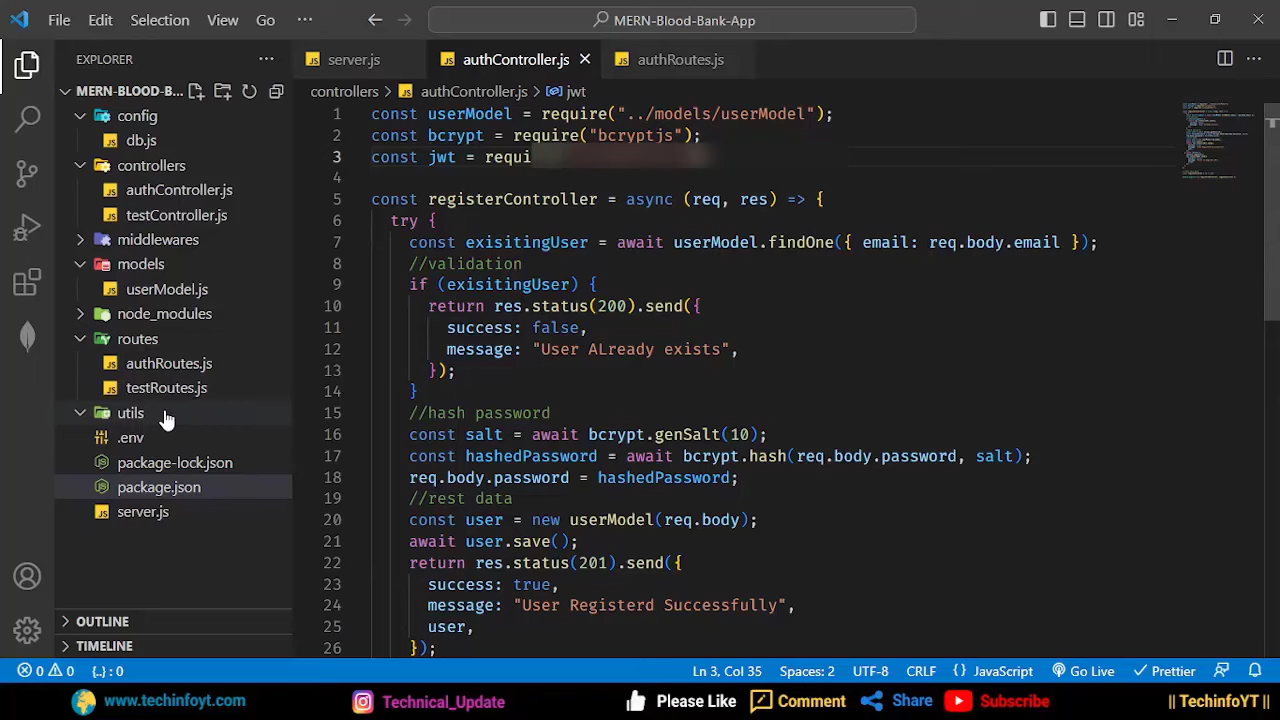 File Edit Selection View Go ··· MERN-Blood-Bank-App
EXPLORER ···
MERN-BLOOD-B...
config
db.js
controllers
authController.js
testController.js
middlewares
models
userModel.js
node_modules
routes
authRoutes.js
testRoutes.js
utils
.env
package-lock.json
package.json
server.js
OUTLINE
TIMELINE
server.js authController.js authRoutes.js
controllers > authController.js > jwt
1 const userModel = require("../models/userModel");
2 const bcrypt = require("bcryptjs");
3 const jwt = requi
4
5 const registerController = async (req, res) => {
6 try {
7 const exisitingUser = await userModel.findOne({ email: req.body.email });
8 //validation
9 if (exisitingUser) {
10 return res.status(200).send({
11 success: false,
12 message: "User ALready exists",
13 });
14 }
15 //hash password
16 const salt = await bcrypt.genSalt(10);
17 const hashedPassword = await bcrypt.hash(req.body.password, salt);
18 req.body.password = hashedPassword;
19 //rest data
20 const user = new userModel(req.body);
21 await user.save();
22 return res.status(201).send({
23 success: true,
24 message: "User Registerd Successfully",
25 user,
26 });
0 0 {..} : 0 Ln 3, Col 35 Spaces: 2 UTF-8 CRLF {} JavaScript Go Live Prettier
www.techinfoyt.com Technical_Update Please Like Comment Share Subscribe || TechinfoYT ||